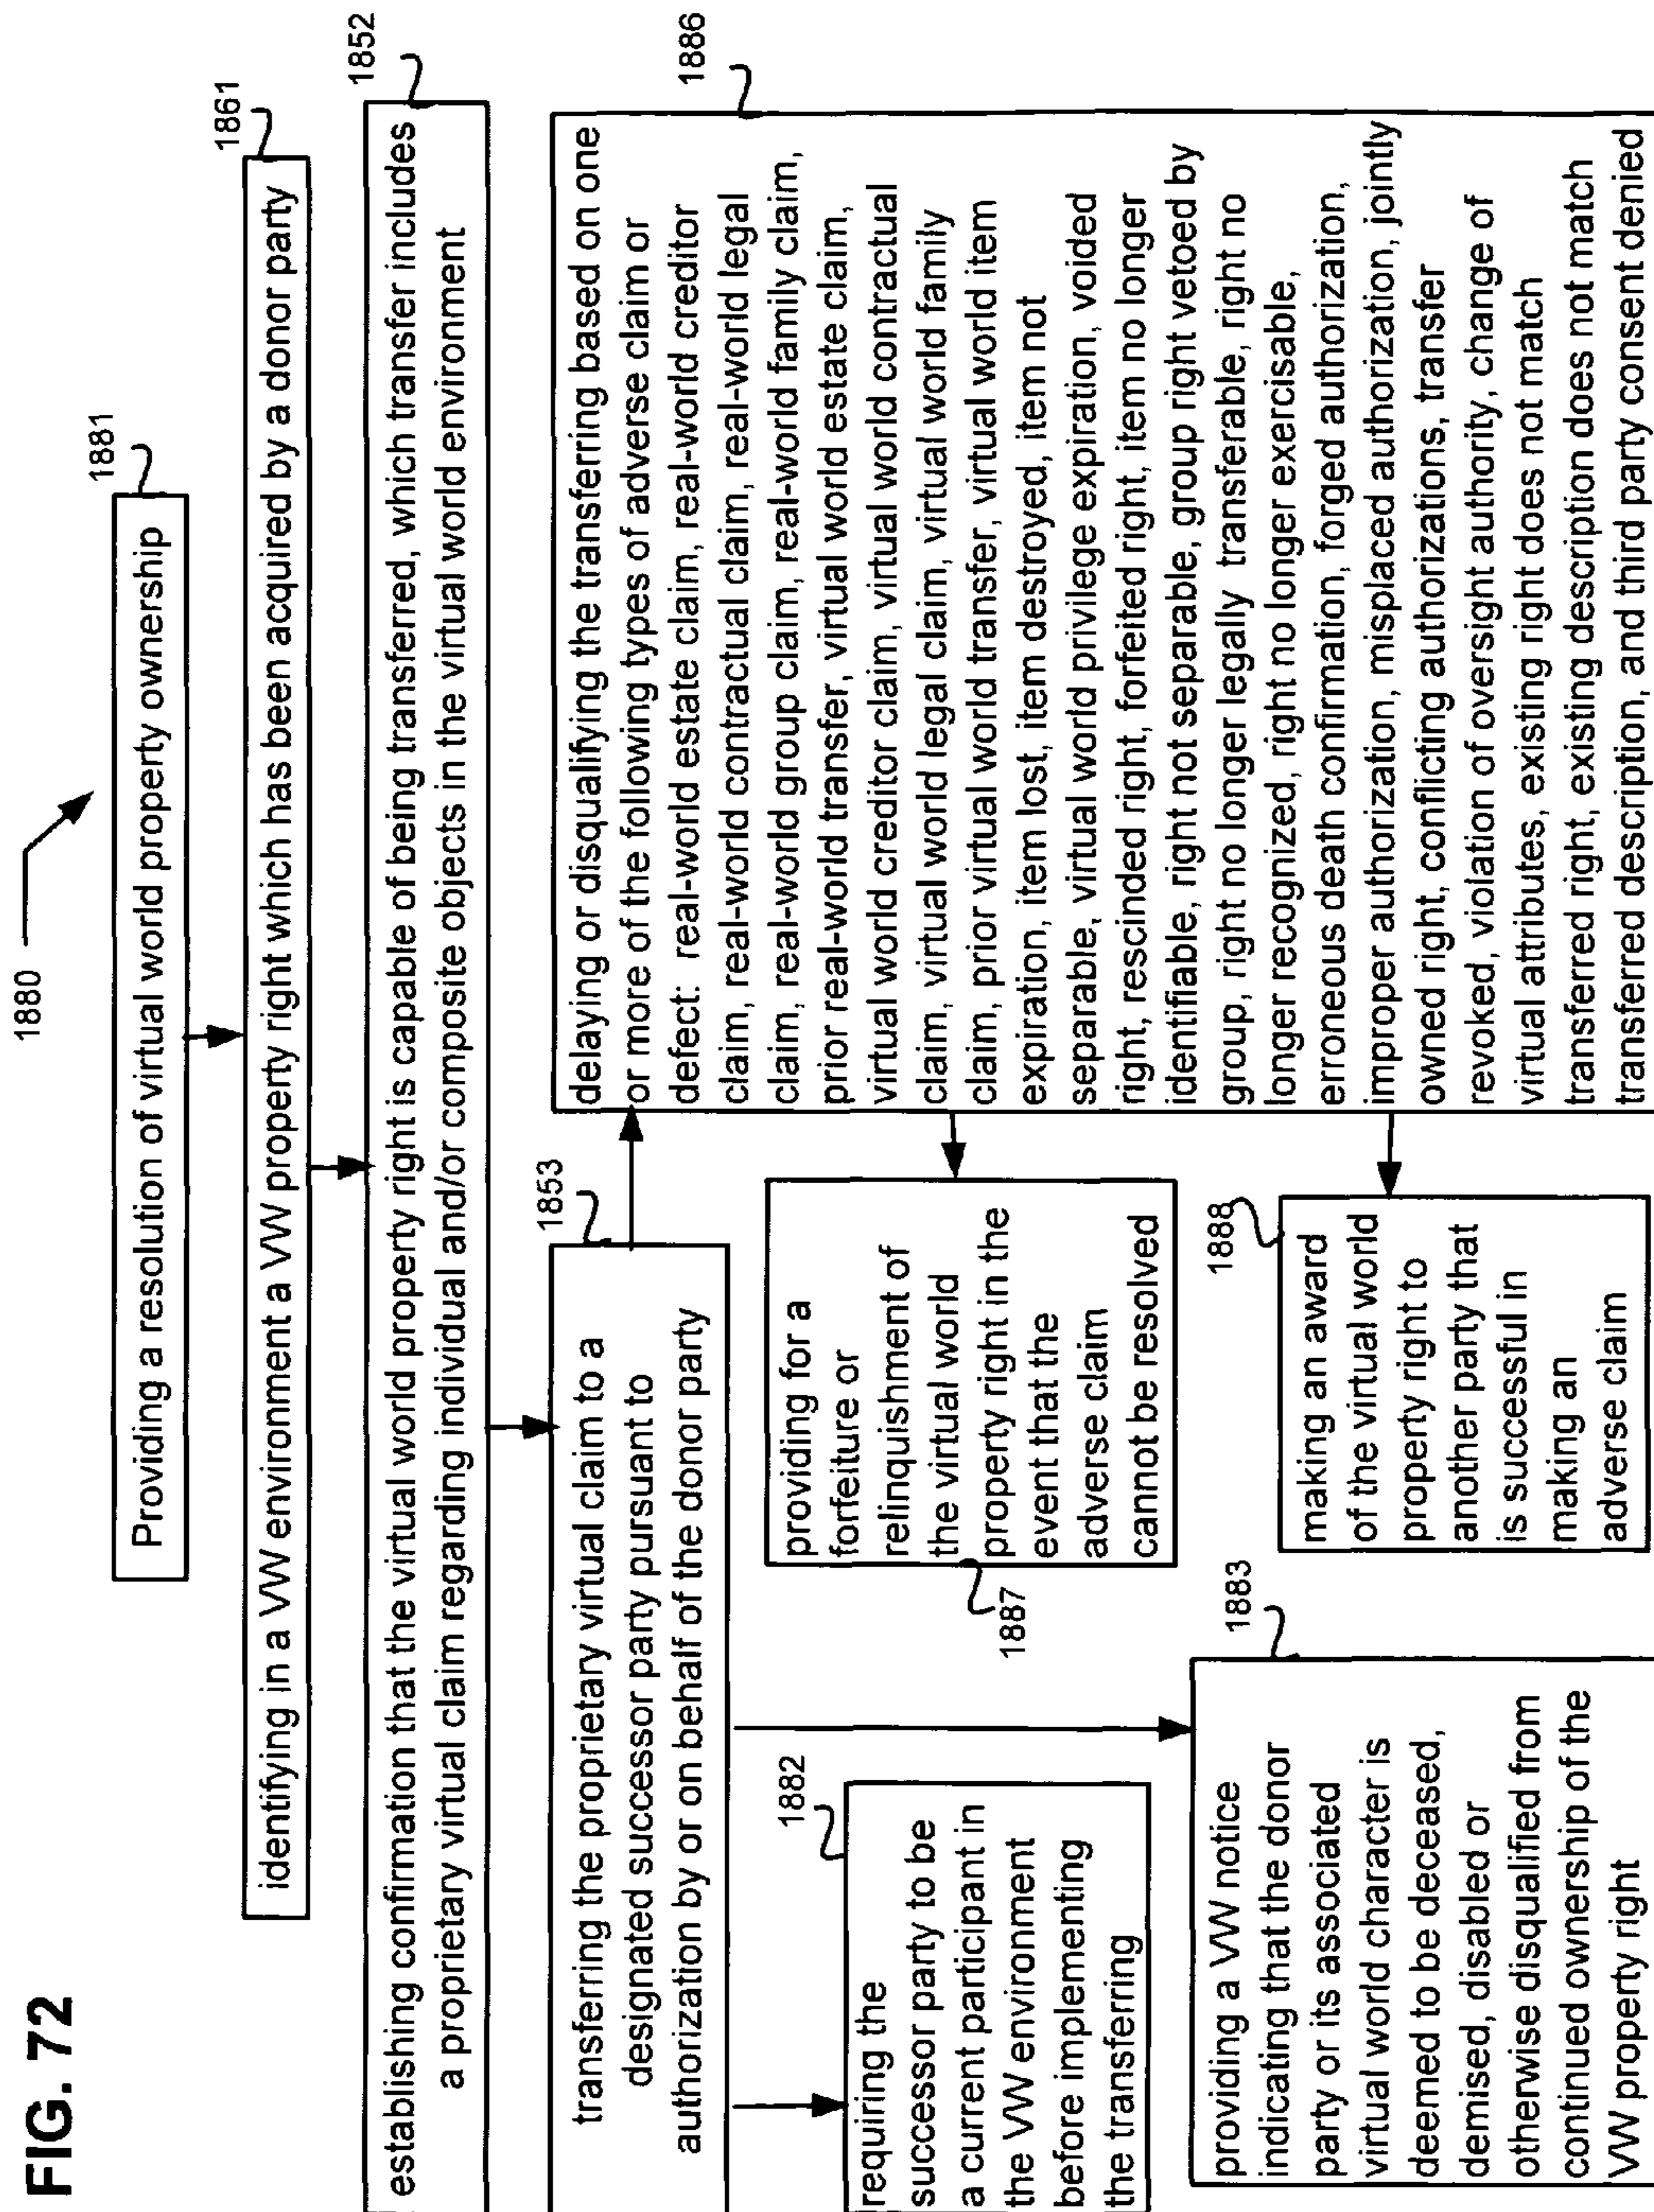 FIG. 72
1880
1881
Providing a resolution of virtual world property ownership
1861
identifying in a VW environment a VW property right which has been acquired by a donor party
1852
establishing confirmation that the virtual world property right is capable of being transferred, which transfer includes
a proprietary virtual claim regarding individual and/or composite objects in the virtual world environment
1853
transferring the proprietary virtual claim to a
designated successor party pursuant to
authorization by or on behalf of the donor party
1882
requiring the
successor party to be
a current participant in
the VW environment
before implementing
the transferring
1883
providing a VW notice
indicating that the donor
party or its associated
virtual world character is
deemed to be deceased,
demised, disabled or
otherwise disqualified from
continued ownership of the
VW property right
1886
delaying or disqualifying the transferring based on one
or more of the following types of adverse claim or
defect: real-world estate claim, real-world creditor
claim, real-world contractual claim, real-world legal
claim, real-world group claim, real-world family claim,
prior real-world transfer, virtual world estate claim,
virtual world creditor claim, virtual world contractual
claim, virtual world legal claim, virtual world family
claim, prior virtual world transfer, virtual world item
expiration, item lost, item destroyed, item not
separable, virtual world privilege expiration, voided
right, rescinded right, forfeited right, item no longer
identifiable, right not separable, group right vetoed by
group, right no longer legally transferable, right no
longer recognized, right no longer exercisable,
erroneous death confirmation, forged authorization,
improper authorization, misplaced authorization, jointly
owned right, conflicting authorizations, transfer
revoked, violation of oversight authority, change of
virtual attributes, existing right does not match
transferred right, existing description does not match
transferred description, and third party consent denied
1887
providing for a
forfeiture or
relinquishment of
the virtual world
property right in the
event that the
adverse claim
cannot be resolved
1888
making an award
of the virtual world
property right to
another party that
is successful in
making an
adverse claim